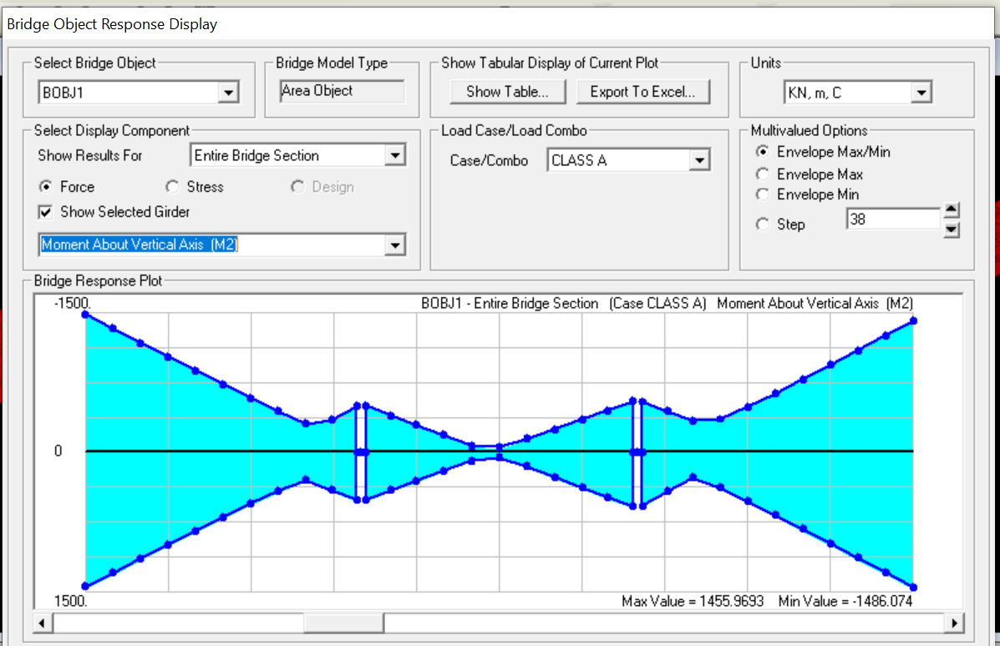 Bridge Object Response Display
Select Bridge Object
BOBJ1
Bridge Model Type
Area Object
Show Tabular Display of Current Plot
Show Table...
Export To Excel...
Units
KN, m, C
Select Display Component
Show Results For
Entire Bridge Section
Force
Stress
Design
Show Selected Girder
Moment About Vertical Axis (M2)
Load Case/Load Combo
Case/Combo
CLASS A
Multivalued Options
Envelope Max/Min
Envelope Max
Envelope Min
Step
38
Bridge Response Plot
-1500.
BOBJ1 - Entire Bridge Section (Case CLASS A) Moment About Vertical Axis (M2)
0
1500.
Max Value = 1455.9693 Min Value = -1486.074